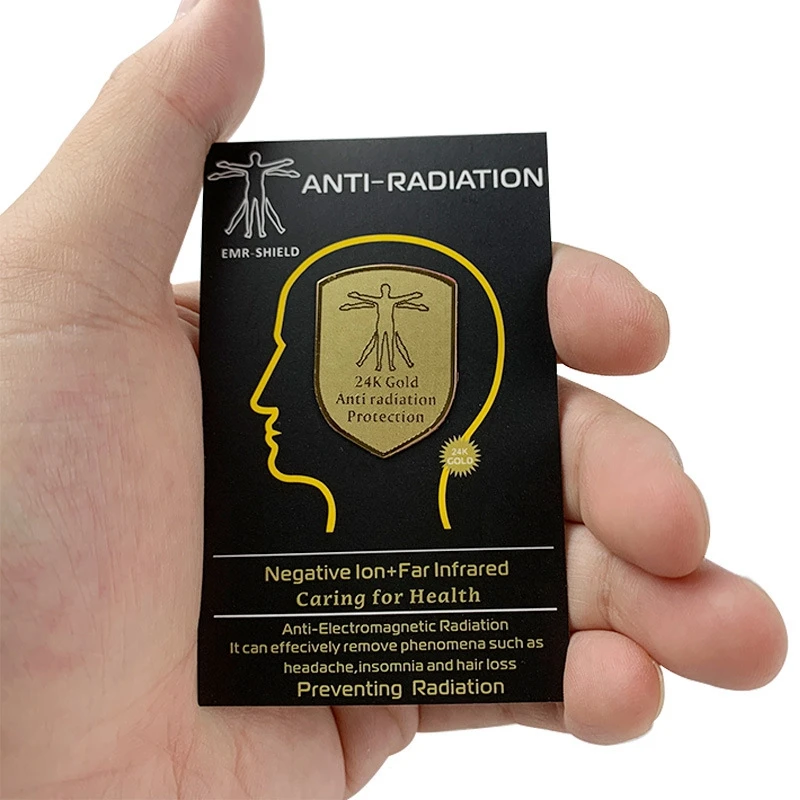 ANTI-RADIATION
EMR-SHIELD
24K Gold
Anti radiation
Protection
24K
GOLD
Negative Ion+Far Infrared
Caring for Health
Anti-Electromagnetic Radiation
It can effecively remove phenomena such as
headache,insomnia and hair loss
Preventing Radiation